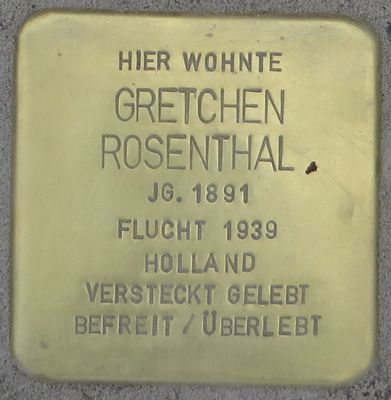 HIER WOHNTE
GRETCHEN
ROSENTHAL
JG. 1891
FLUCHT 1939
HOLLAND
VERSTECKT GELEBT
BEFREIT / ÜBERLEBT